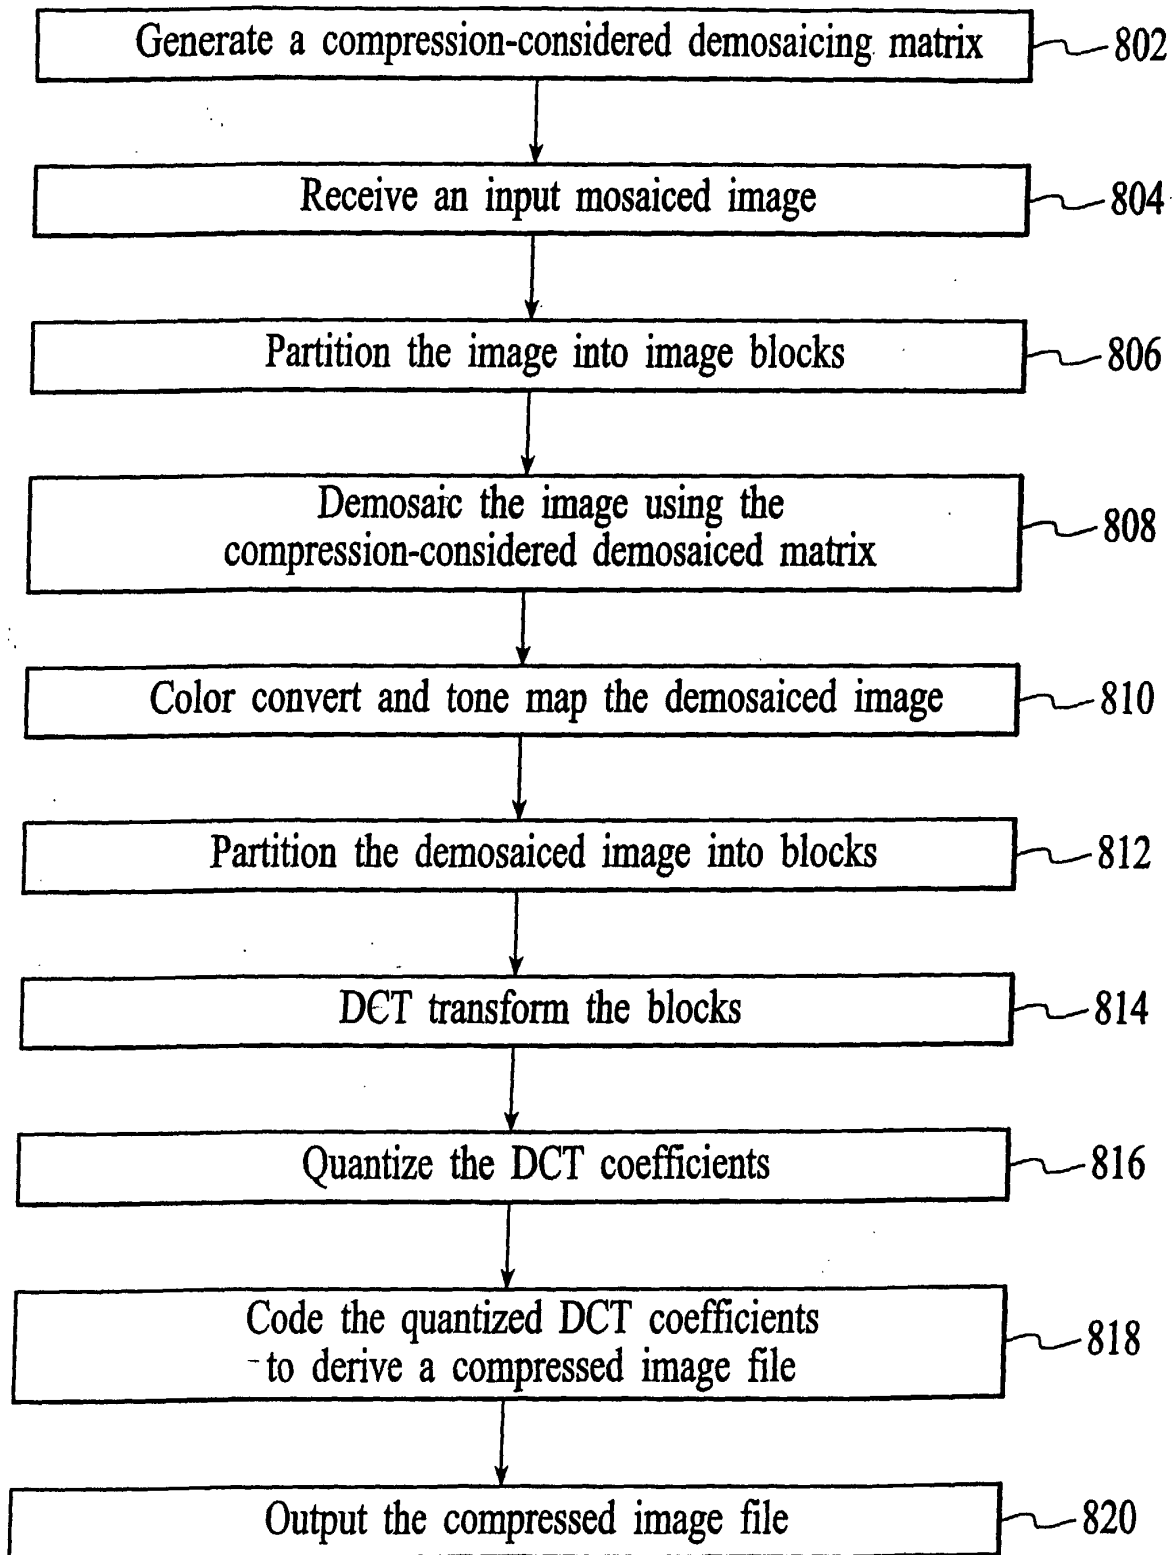 Generate a compression-considered demosaicing matrix 802
Receive an input mosaiced image 804
Partition the image into image blocks 806
Demosaic the image using the
compression-considered demosaiced matrix 808
Color convert and tone map the demosaiced image 810
Partition the demosaiced image into blocks 812
DCT transform the blocks 814
Quantize the DCT coefficients 816
Code the quantized DCT coefficients
to derive a compressed image file 818
Output the compressed image file 820